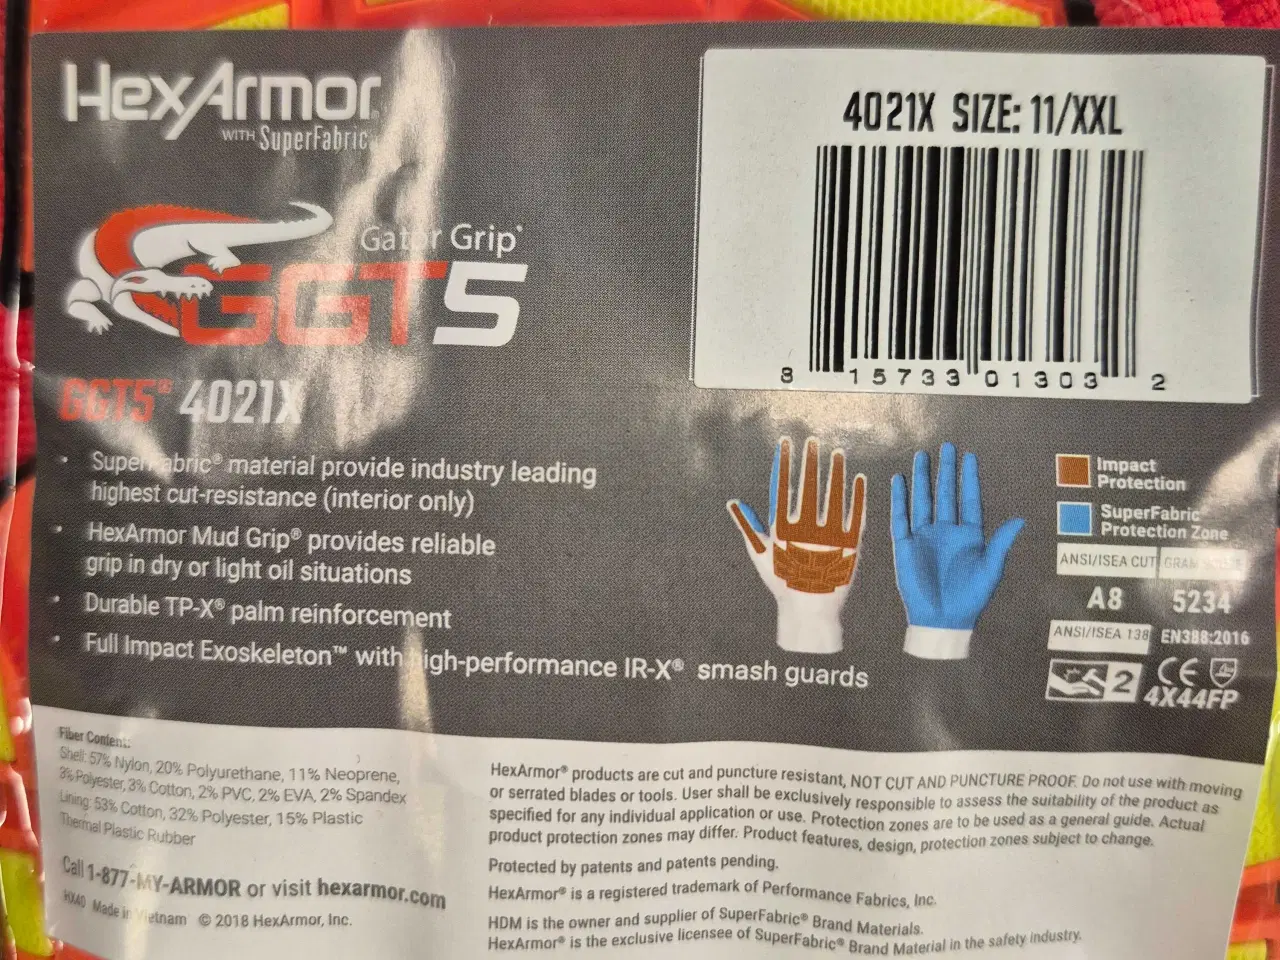 HexArmor
WITH SuperFabric
Gator Grip®
GGT5
GGT5® 4021X
• SuperFabric® material provide industry leading
highest cut-resistance (interior only)
• HexArmor Mud Grip® provides reliable
grip in dry or light oil situations
• Durable TP-X® palm reinforcement
• Full Impact Exoskeleton™ with high-performance IR-X® smash guards
4021X SIZE: 11/XXL
8 15733 01303 2
Impact
Protection
SuperFabric
Protection Zone
ANSI/ISEA CUT
A8 5234
ANSI/ISEA 138 EN388:2016
2 CE
4X44FP
Fiber Content:
Shell: 57% Nylon, 20% Polyurethane, 11% Neoprene,
3% Polyester, 3% Cotton, 2% PVC, 2% EVA, 2% Spandex
Lining: 53% Cotton, 32% Polyester, 15% Plastic
Thermal Plastic Rubber
Call 1-877-MY-ARMOR or visit hexarmor.com
HX40 Made in Vietnam © 2018 HexArmor, Inc.
HexArmor® products are cut and puncture resistant, NOT CUT AND PUNCTURE PROOF. Do not use with moving
or serrated blades or tools. User shall be exclusively responsible to assess the suitability of the product as
specified for any individual application or use. Protection zones are to be used as a general guide. Actual
product protection zones may differ. Product features, design, protection zones subject to change.
Protected by patents and patents pending.
HexArmor® is a registered trademark of Performance Fabrics, Inc.
HDM is the owner and supplier of SuperFabric® Brand Materials.
HexArmor® is the exclusive licensee of SuperFabric® Brand Material in the safety industry.